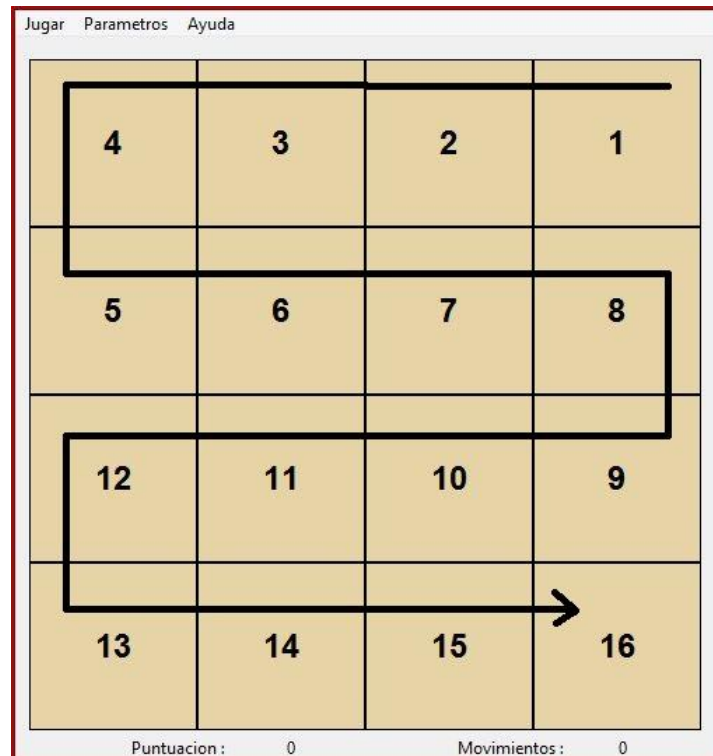 Jugar Parametros Ayuda
4 3 2 1
5 6 7 8
12 11 10 9
13 14 15 16
Puntuacion : 0 Movimientos : 0